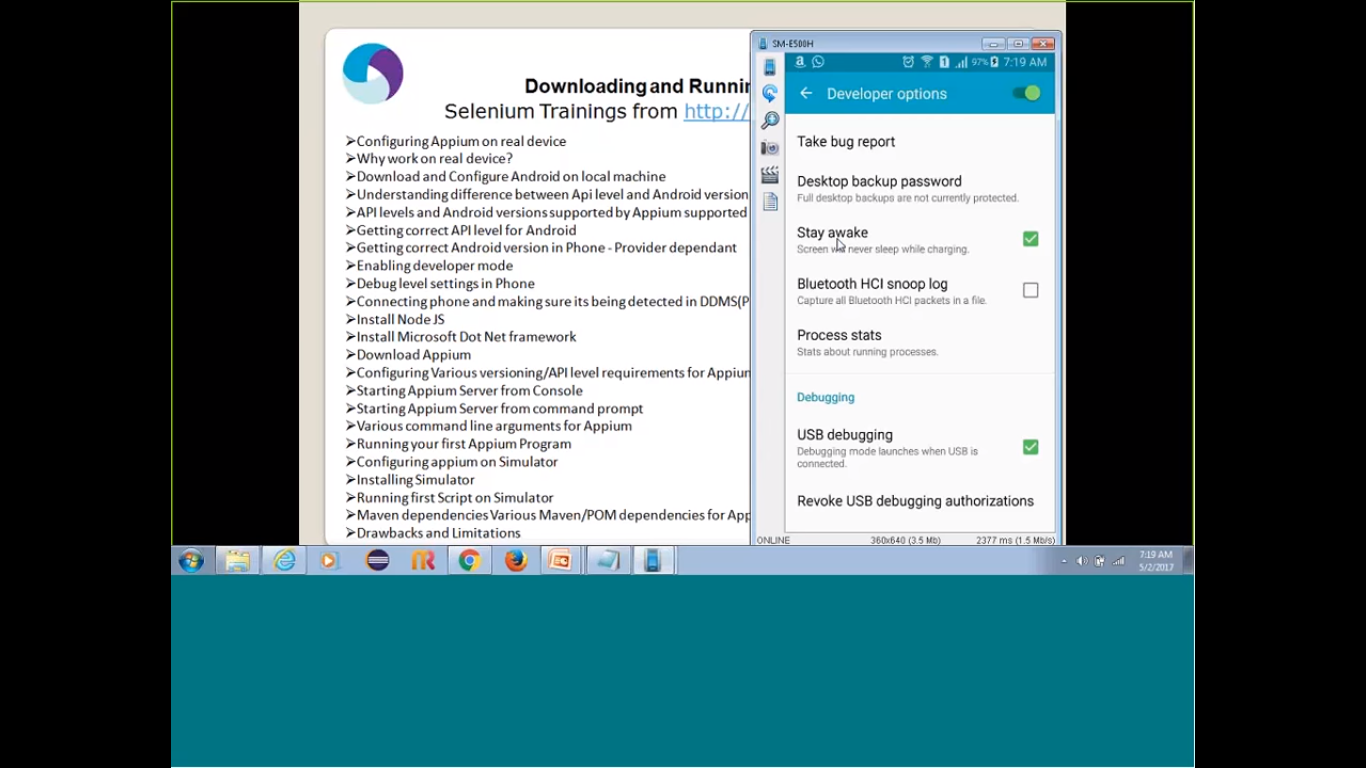 Downloading and Runnin
Selenium Trainings from http://
➢Configuring Appium on real device
➢Why work on real device?
➢Download and Configure Android on local machine
➢Understanding difference between Api level and Android version
➢API levels and Android versions supported by Appium supported
➢Getting correct API level for Android
➢Getting correct Android version in Phone - Provider dependant
➢Enabling developer mode
➢Debug level settings in Phone
➢Connecting phone and making sure its being detected in DDMS(P
➢Install Node JS
➢Install Microsoft Dot Net framework
➢Download Appium
➢Configuring Various versioning/API level requirements for Appium
➢Starting Appium Server from Console
➢Starting Appium Server from command prompt
➢Various command line arguments for Appium
➢Running your first Appium Program
➢Configuring appium on Simulator
➢Installing Simulator
➢Running first Script on Simulator
➢Maven dependencies Various Maven/POM dependencies for App
➢Drawbacks and Limitations
SM-E500H
97% 7:19 AM
Developer options
Take bug report
Desktop backup password
Full desktop backups are not currently protected.
Stay awake
Screen will never sleep while charging.
Bluetooth HCI snoop log
Capture all Bluetooth HCI packets in a file.
Process stats
Stats about running processes.
Debugging
USB debugging
Debugging mode launches when USB is
connected.
Revoke USB debugging authorizations
ONLINE 360x640 (3.5 Mb) 2377 ms (1.5 Mb/s)
7:19 AM
5/2/2017